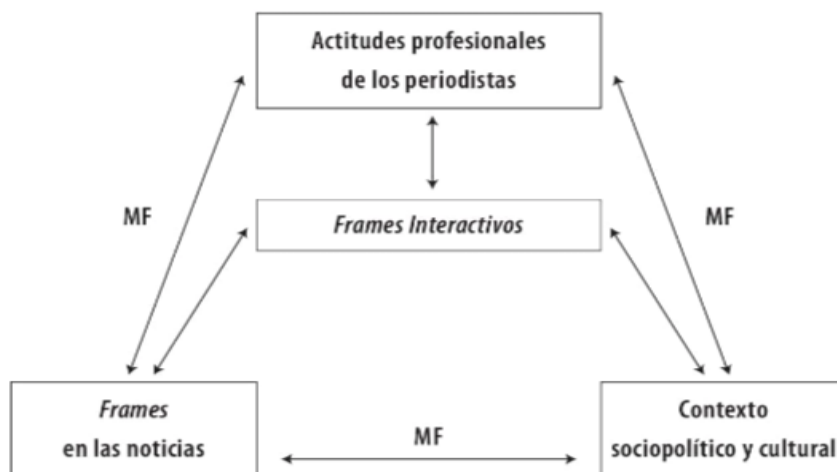 Actitudes profesionales
de los periodistas
MF
MF
Frames Interactivos
Frames
en las noticias
MF
Contexto
sociopolítico y cultural